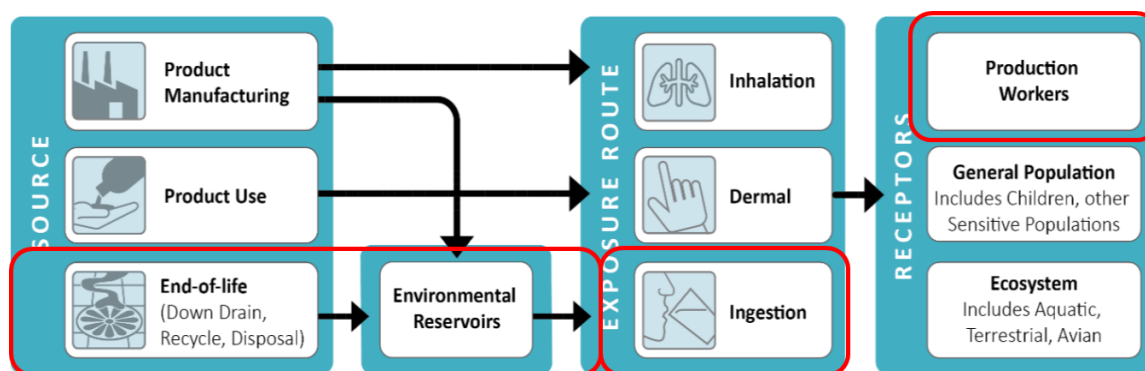 SOURCE
Product
Manufacturing
Product Use
End-of-life
(Down Drain,
Recycle, Disposal)
Environmental
Reservoirs
EXPOSURE ROUTE
Inhalation
Dermal
Ingestion
RECEPTORS
Production
Workers
General Population
Includes Children, other
Sensitive Populations
Ecosystem
Includes Aquatic,
Terrestrial, Avian